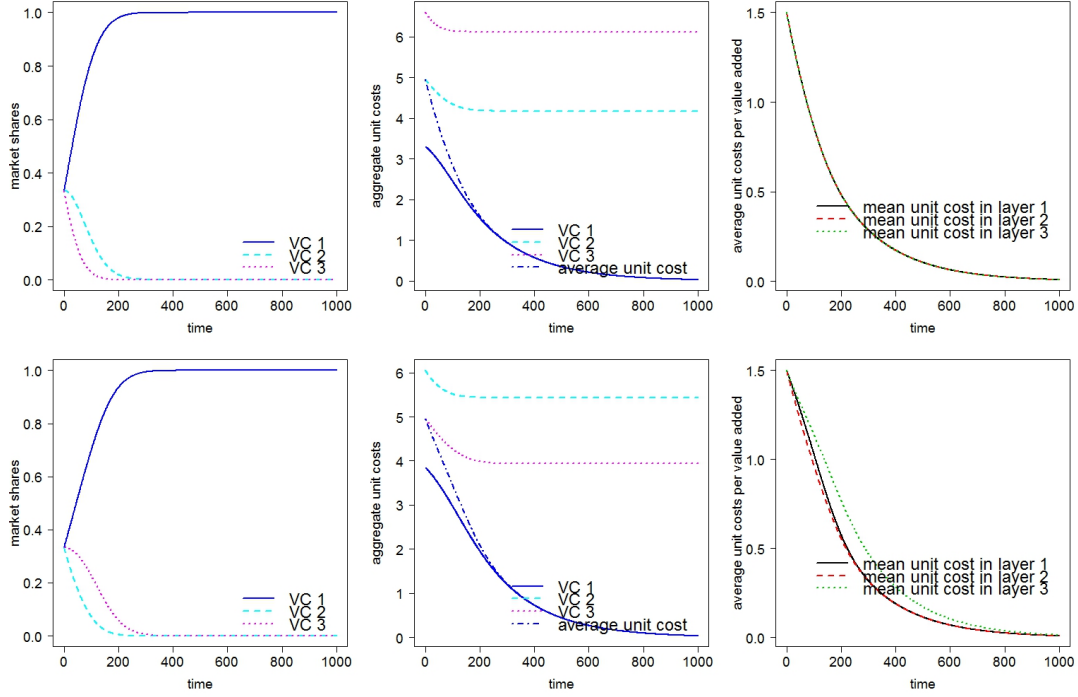 market shares
1.0
0.8
0.6
0.4
0.2
0.0
VC 1
VC 2
VC 3
0 200 400 600 800 1000
time
aggregate unit costs
6
5
4
3
2
1
0
VC 1
VC 2
VC 3
average unit cost
0 200 400 600 800 1000
time
average unit costs per value added
1.5
1.0
0.5
0.0
mean unit cost in layer 1
mean unit cost in layer 2
mean unit cost in layer 3
0 200 400 600 800 1000
time
market shares
1.0
0.8
0.6
0.4
0.2
0.0
VC 1
VC 2
VC 3
0 200 400 600 800 1000
time
aggregate unit costs
6
5
4
3
2
1
0
VC 1
VC 2
VC 3
average unit cost
0 200 400 600 800 1000
time
average unit costs per value added
1.5
1.0
0.5
0.0
mean unit cost in layer 1
mean unit cost in layer 2
mean unit cost in layer 3
0 200 400 600 800 1000
time